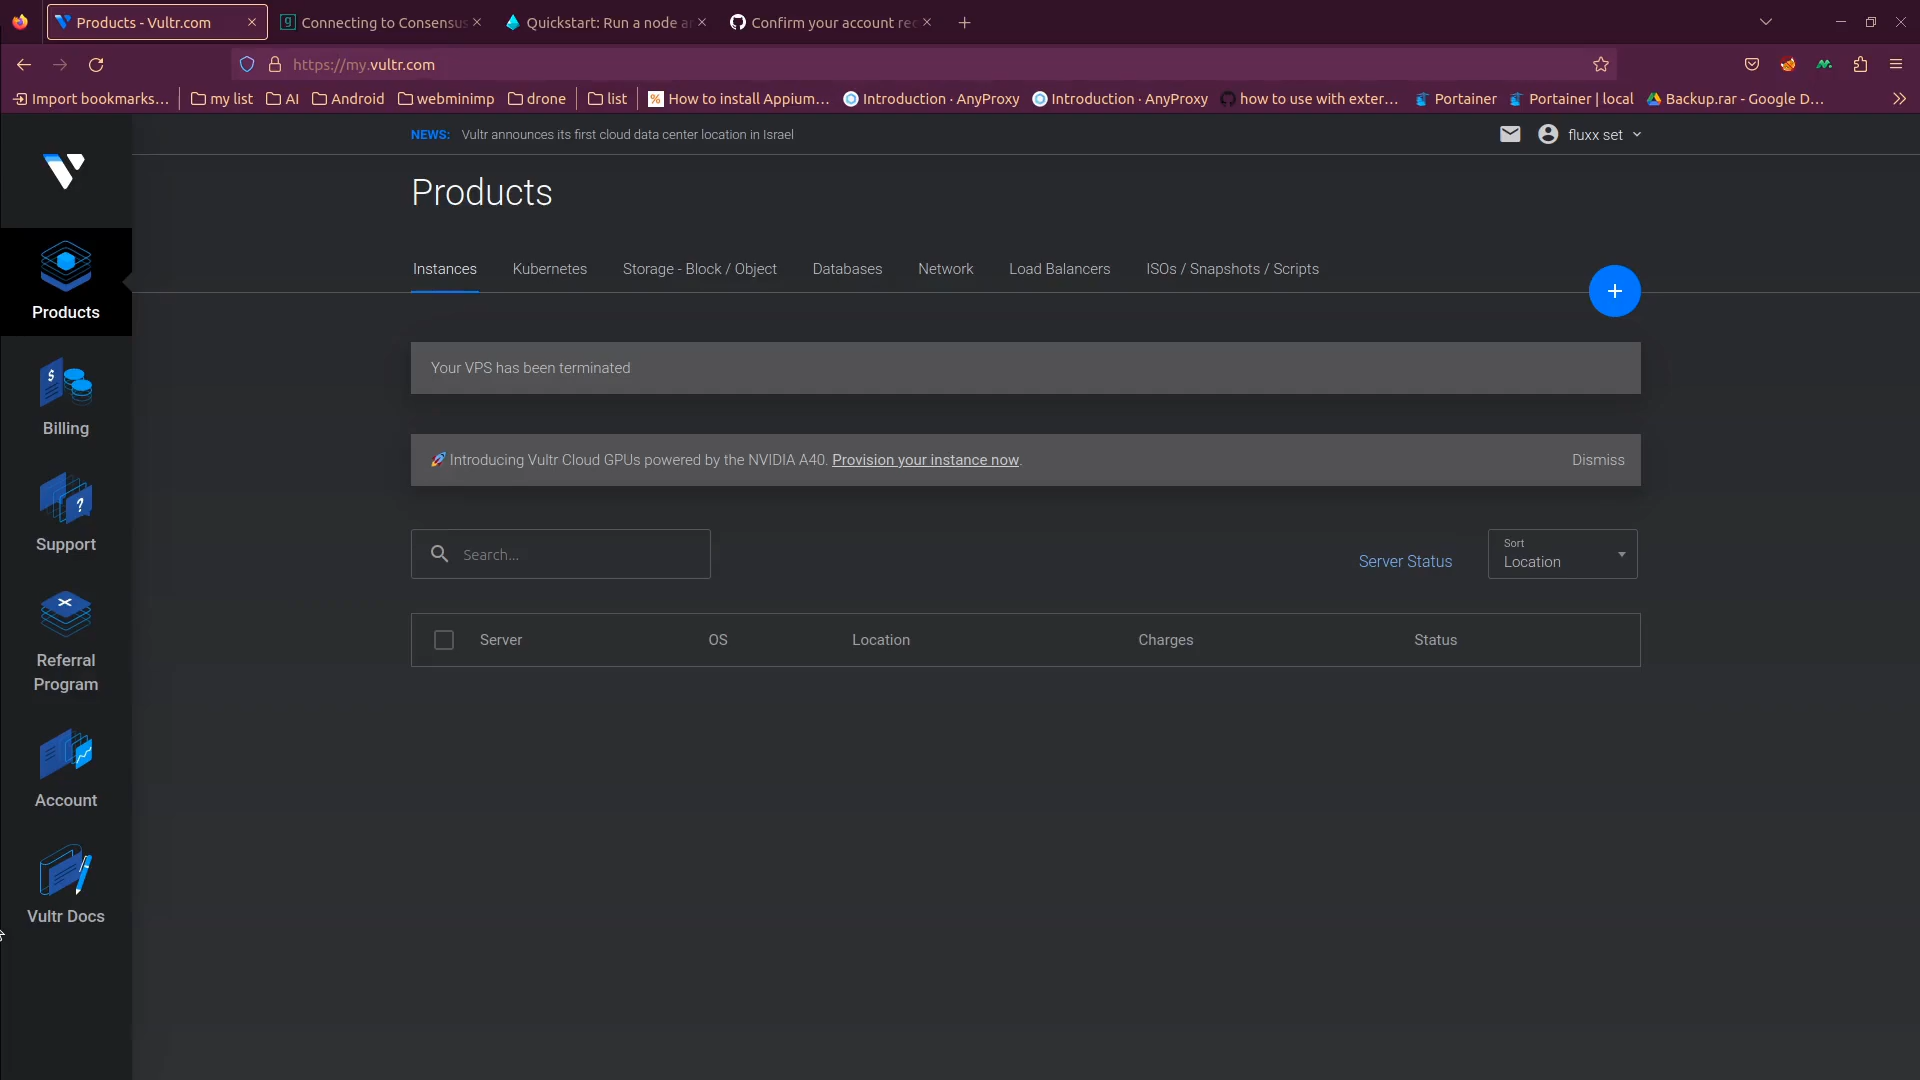 Products - Vultr.com
Connecting to Consensus
Quickstart: Run a node
Confirm your account
https://my.vultr.com
Import bookmarks...
my list
AI
Android
webminimp
drone
list
How to install Appium...
Introduction · AnyProxy
Introduction · AnyProxy
how to use with exter...
Portainer
Portainer | local
Backup.rar - Google D...
NEWS: Vultr announces its first cloud data center location in Israel
fluxx set
Products
Instances
Kubernetes
Storage - Block / Object
Databases
Network
Load Balancers
ISOs / Snapshots / Scripts
+
Products
Billing
Support
Referral
Program
Account
Vultr Docs
Your VPS has been terminated
🚀 Introducing Vultr Cloud GPUs powered by the NVIDIA A40. Provision your instance now.
Dismiss
Search...
Server Status
Sort
Location
Server
OS
Location
Charges
Status